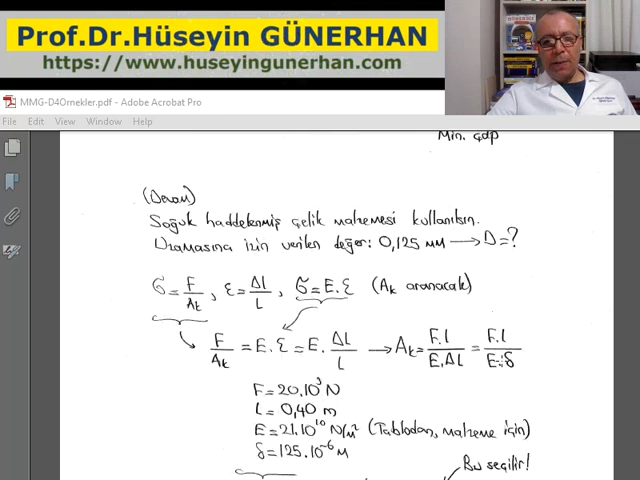 Prof.Dr.Hüseyin GÜNERHAN
https://www.huseyingunerhan.com
MMG-D4Ornekler.pdf - Adobe Acrobat Pro
File Edit View Window Help
Min. çap
(Devam)
Soğuk haddelenmiş çelik malzemesi kullanılsın.
Uzamasına izin verilen değer: 0,125 mm → D=?
σ = F/Ak, ε = Δl/L, σ = E.ε (Ak aranacak)
F/Ak = E.ε = E.Δl/L → Ak = F.l/E.Δl = F.l/E.δ
F = 20.10³ N
l = 0,40 m
E = 21.10¹⁰ N/m² (Tablodan, malzeme için)
δ = 125.10⁻⁶ m
Bu seçilir!